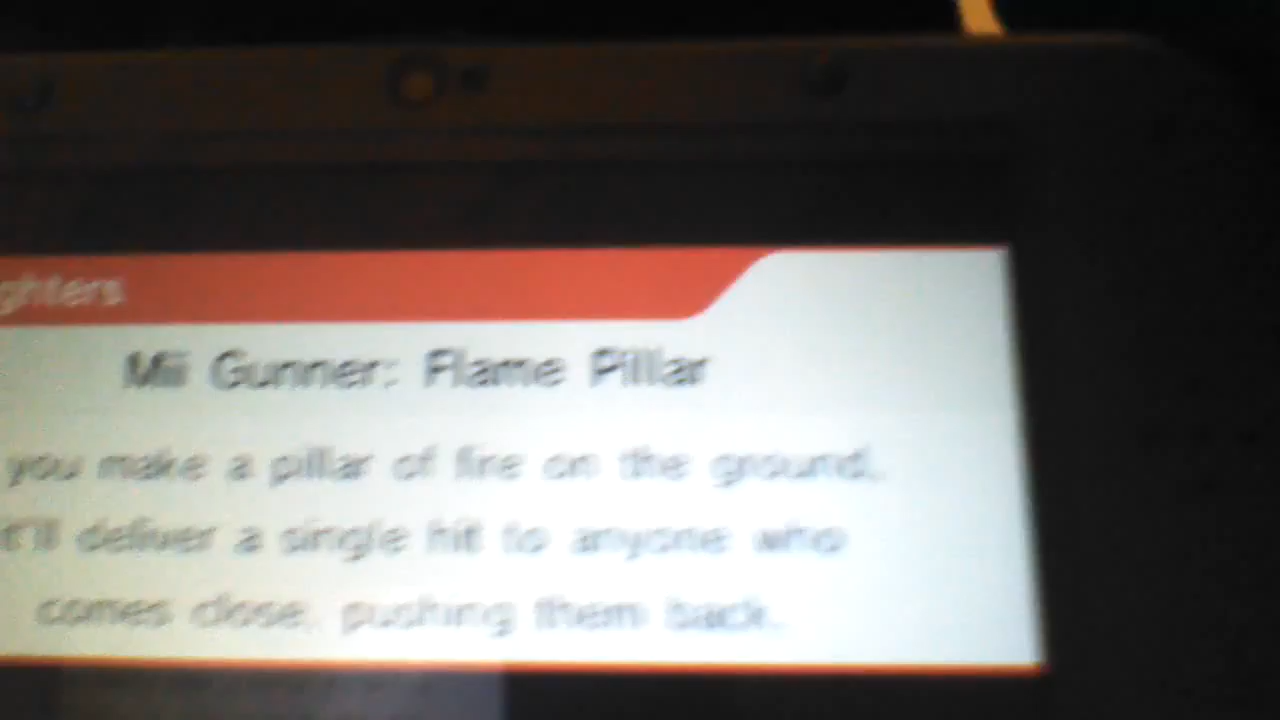 ghters
Mii Gunner: Flame Pillar
you make a pillar of fire on the ground,
it'll deliver a single hit to anyone who
comes close, pushing them back.